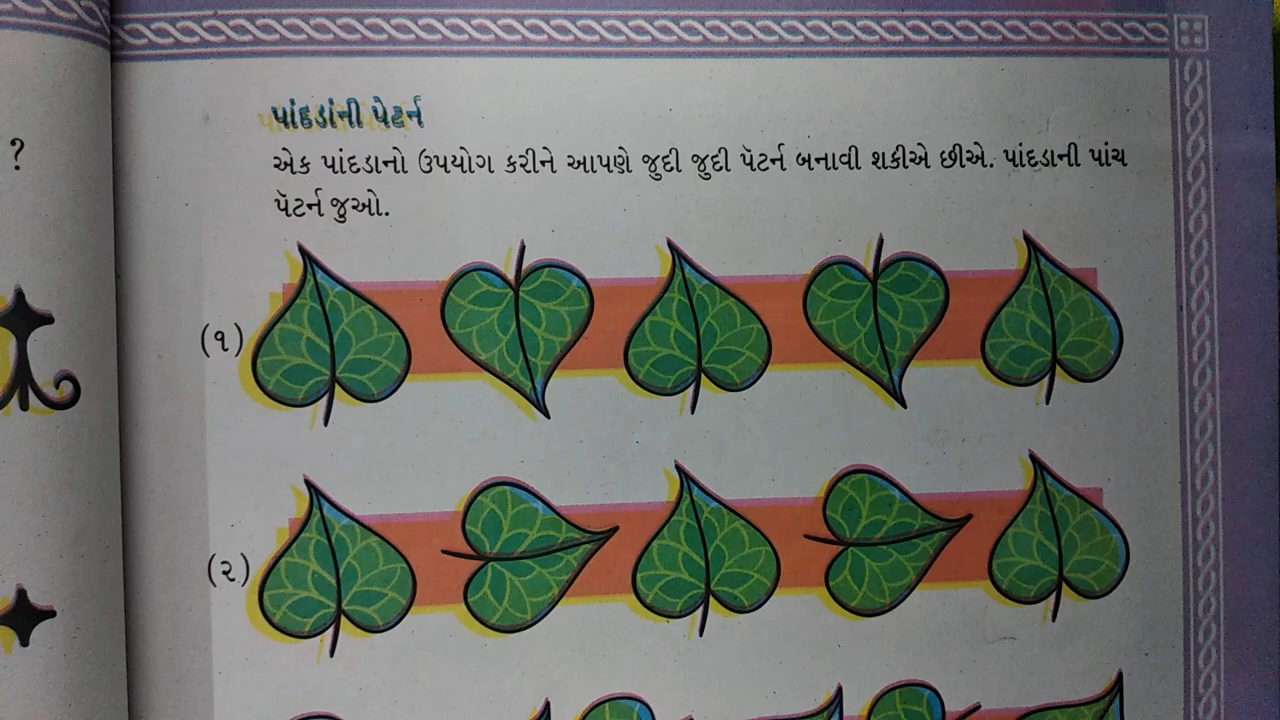 ?
પાંદડાંની પેટર્ન
એક પાંદડાનો ઉપયોગ કરીને આપણે જુદી જુદી પૅટર્ન બનાવી શકીએ છીએ. પાંદડાની પાંચ
પૅટર્ન જુઓ.
(૧)
(૨)